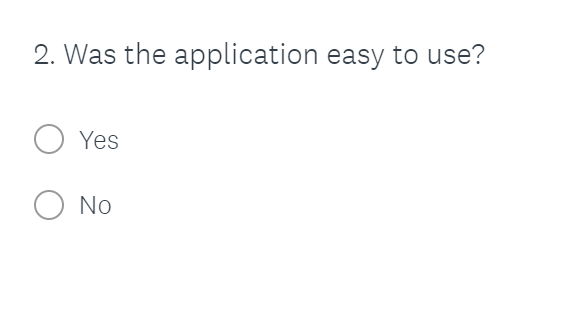 2. Was the application easy to use?
Yes
No